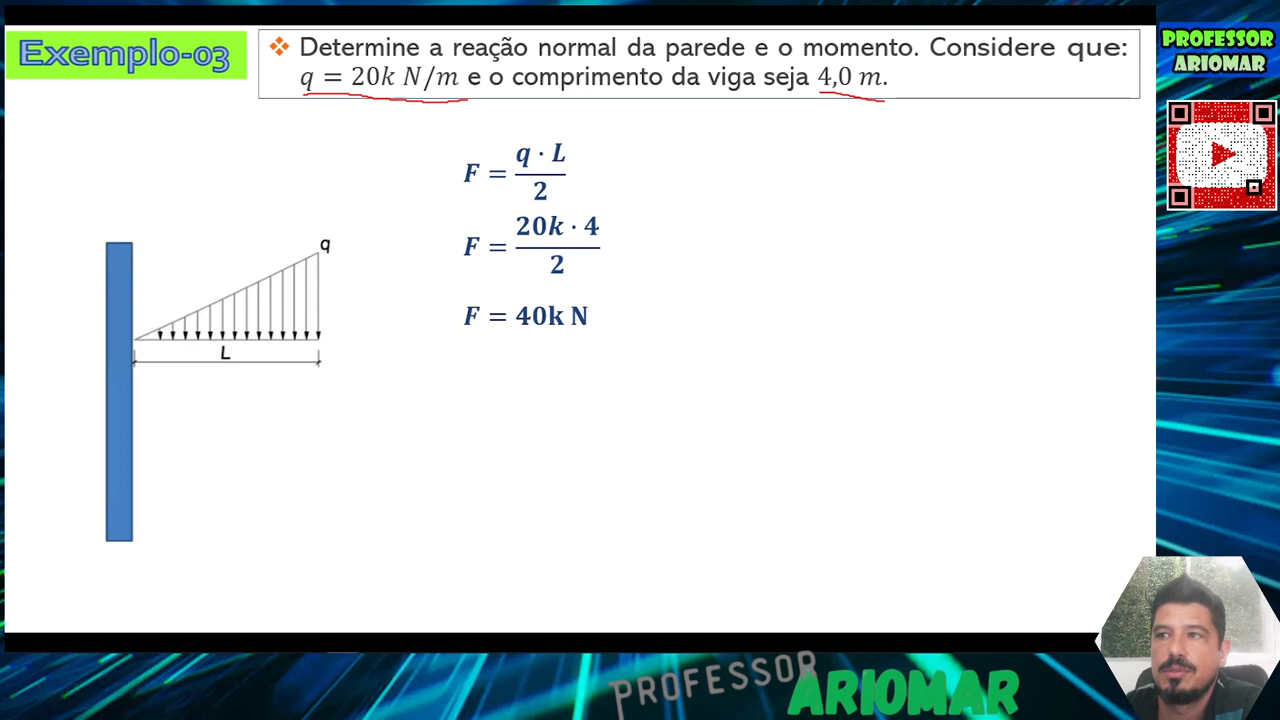 Exemplo-03
❖ Determine a reação normal da parede e o momento. Considere que:
q = 20k N/m e o comprimento da viga seja 4,0 m.
PROFESSOR
ARIOMAR
F = q · L / 2
F = 20k · 4 / 2
F = 40k N
q
L
PROFESSOR
ARIOMAR